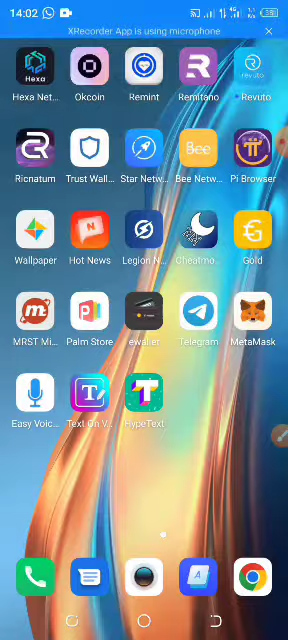 14:02
XRecorder App is using microphone
Hexa Net... Okcoin Remint Remitano Revuto
Ricnatum Trust Wall... Star Netw... Bee Netw... Pi Browser
Wallpaper Hot News Legion N... Cheatmo... Gold
MRST Mi... Palm Store ewallet Telegram MetaMask
Easy Voic... Text On V... HypeText